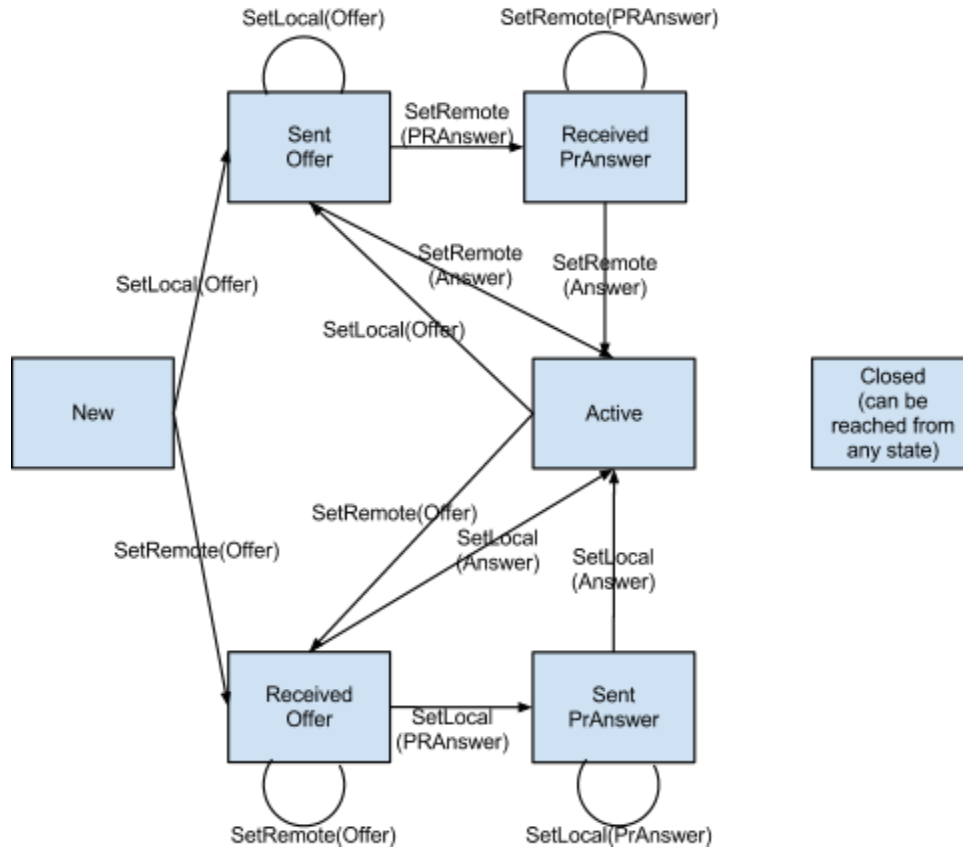 SetLocal(Offer)
SetRemote(PRAnswer)
Sent
Offer
SetRemote
(PRAnswer)
Received
PrAnswer
SetLocal(Offer)
SetRemote
(Answer)
SetRemote
(Answer)
SetLocal(Offer)
New
Active
Closed
(can be
reached from
any state)
SetRemote(Offer)
SetRemote(Offer)
SetLocal
(Answer)
SetLocal
(Answer)
Received
Offer
SetLocal
(PRAnswer)
Sent
PrAnswer
SetRemote(Offer)
SetLocal(PrAnswer)